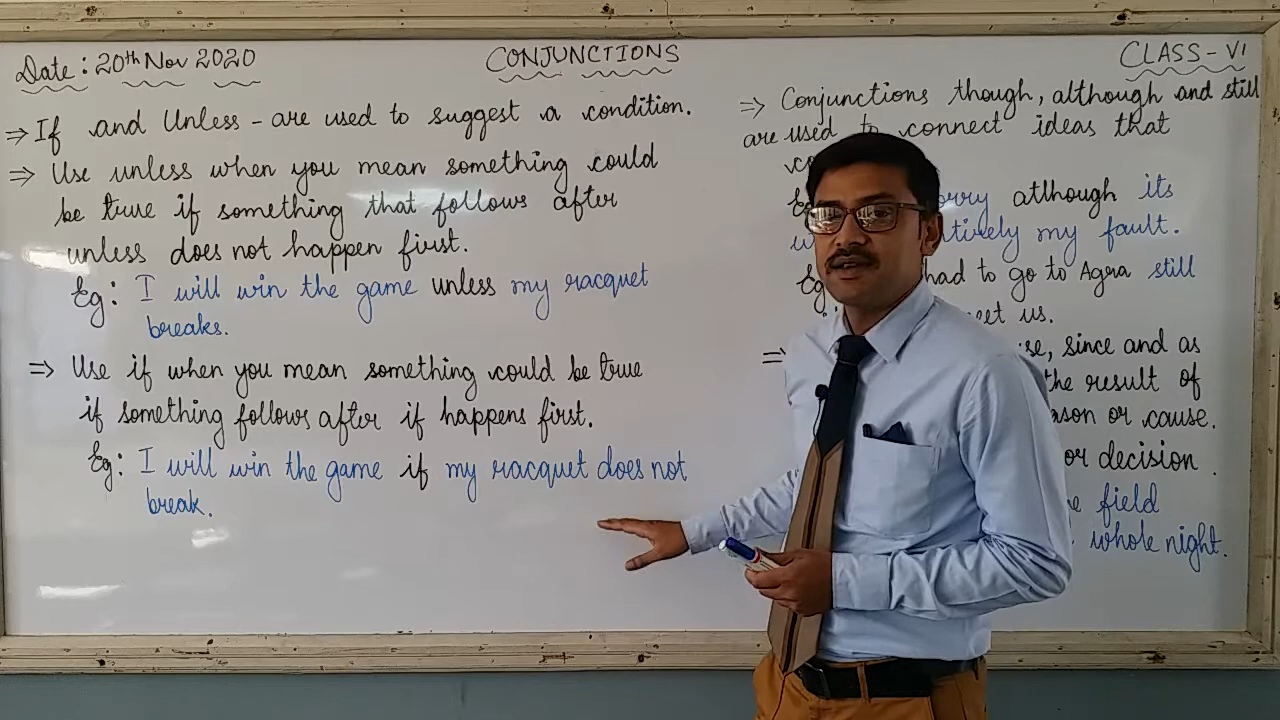 Date : 20th Nov 2020
CONJUNCTIONS
CLASS - VI
⇒ If and Unless - are used to suggest a condition.
⇒ Use unless when you mean something could
be true if something that follows after
unless does not happen first.
Eg : I will win the game unless my racquet
breaks.
⇒ Use if when you mean something could be true
if something follows after if happens first.
Eg : I will win the game if my racquet does not
break.
⇒ Conjunctions though, although and still
are used to connect ideas that
although its
my fault.
had to go to Agra still
us.
⇒
since and as
the result of
or cause.
or decision.
field
whole night.